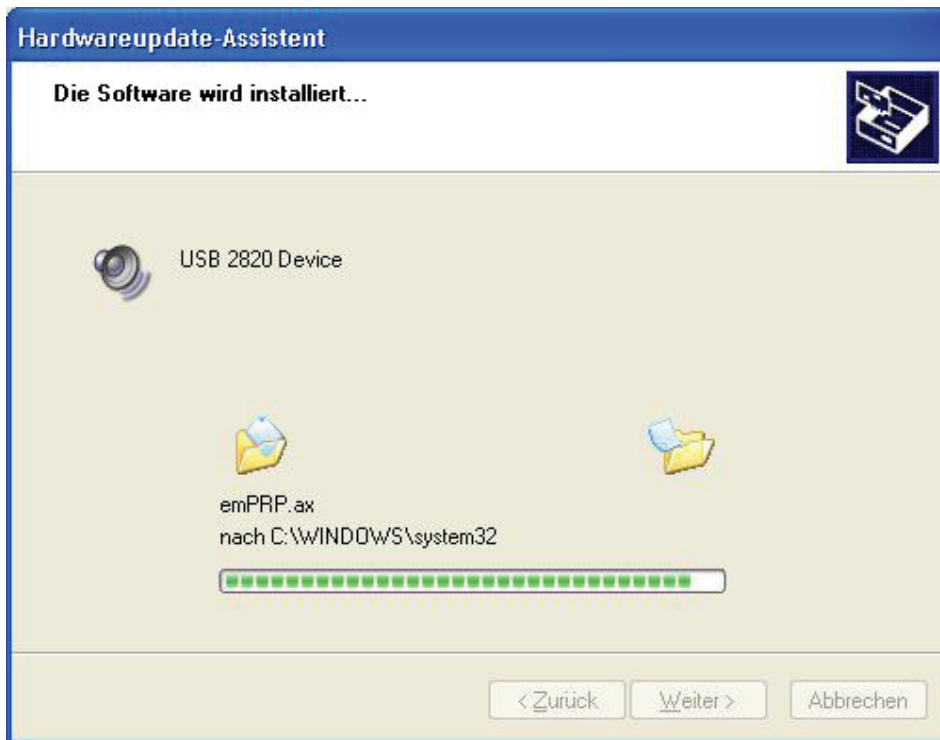 Hardwareupdate-Assistent
Die Software wird installiert...
USB 2820 Device
emPRP.ax
nach C:\WINDOWS\system32
< Zurück Weiter > Abbrechen